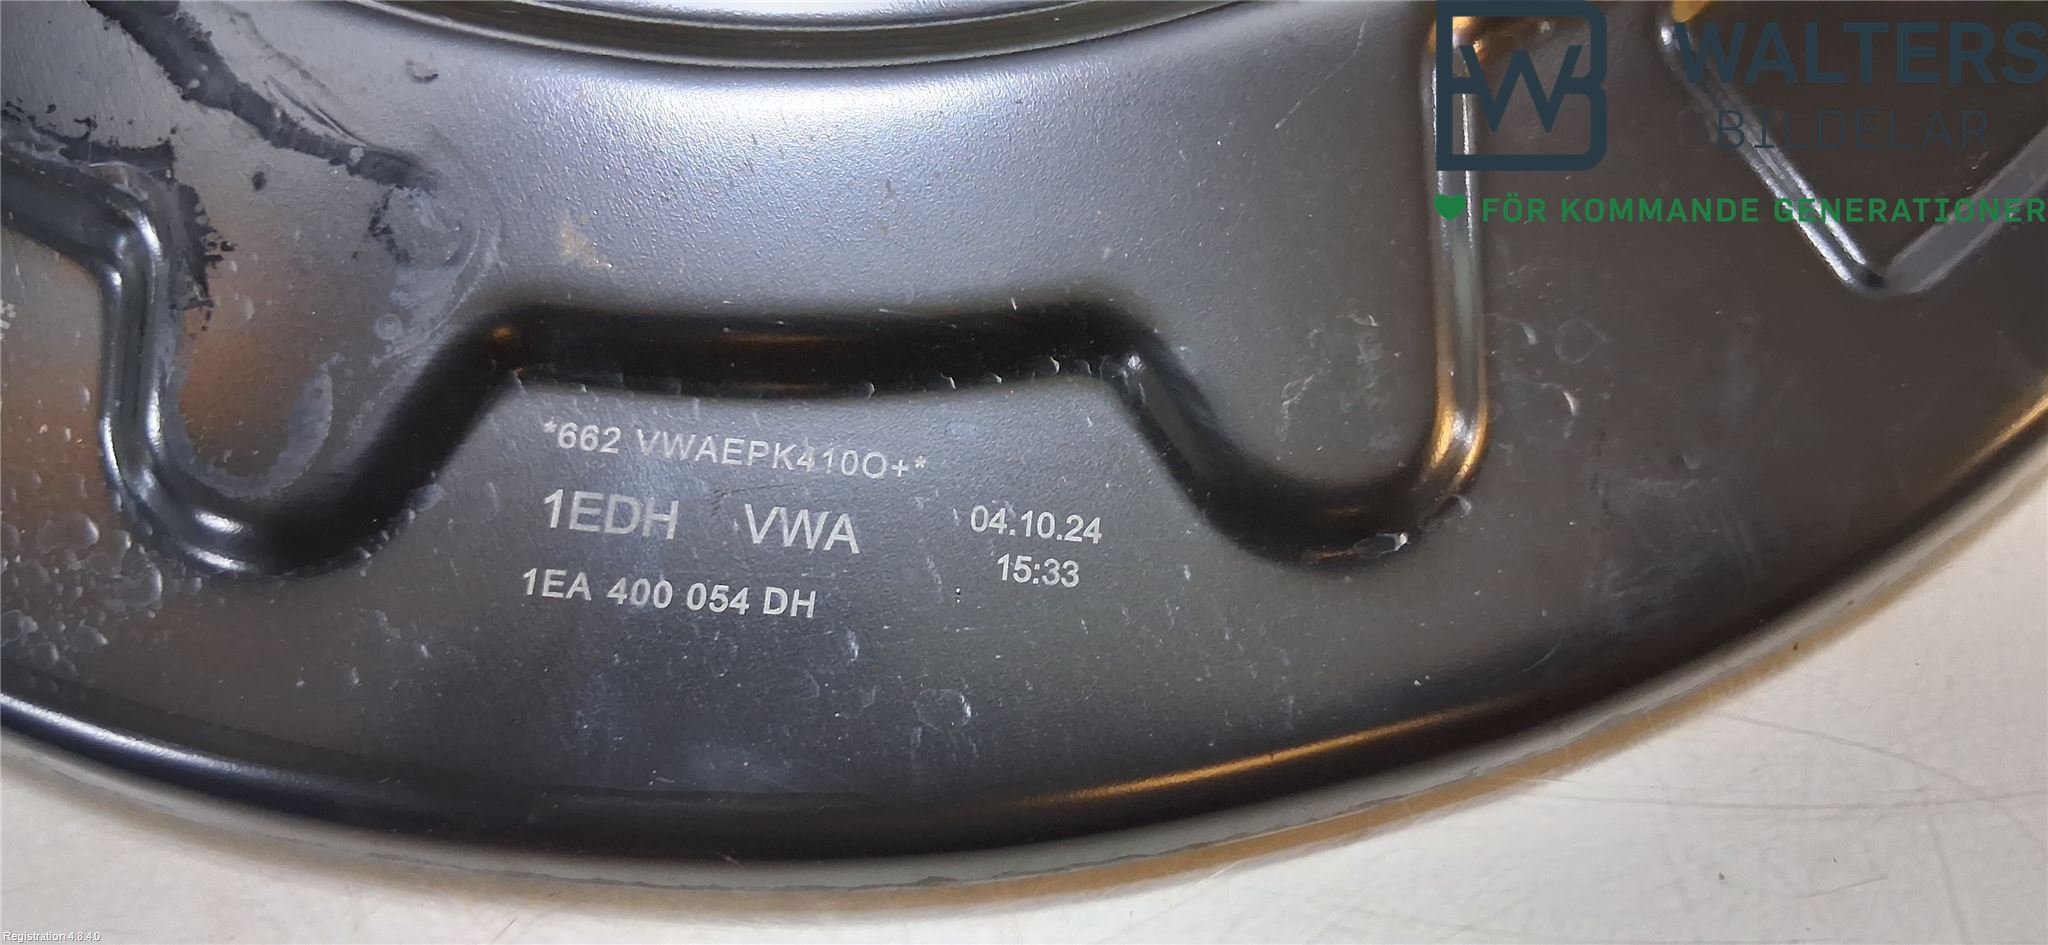 WALTERS
BILDELAR
FÖR KOMMANDE GENERATIONER
*662 VWAEPK410O+*
1EDH VWA
04.10.24
15:33
1EA 400 054 DH
Registration 4.8.4.0